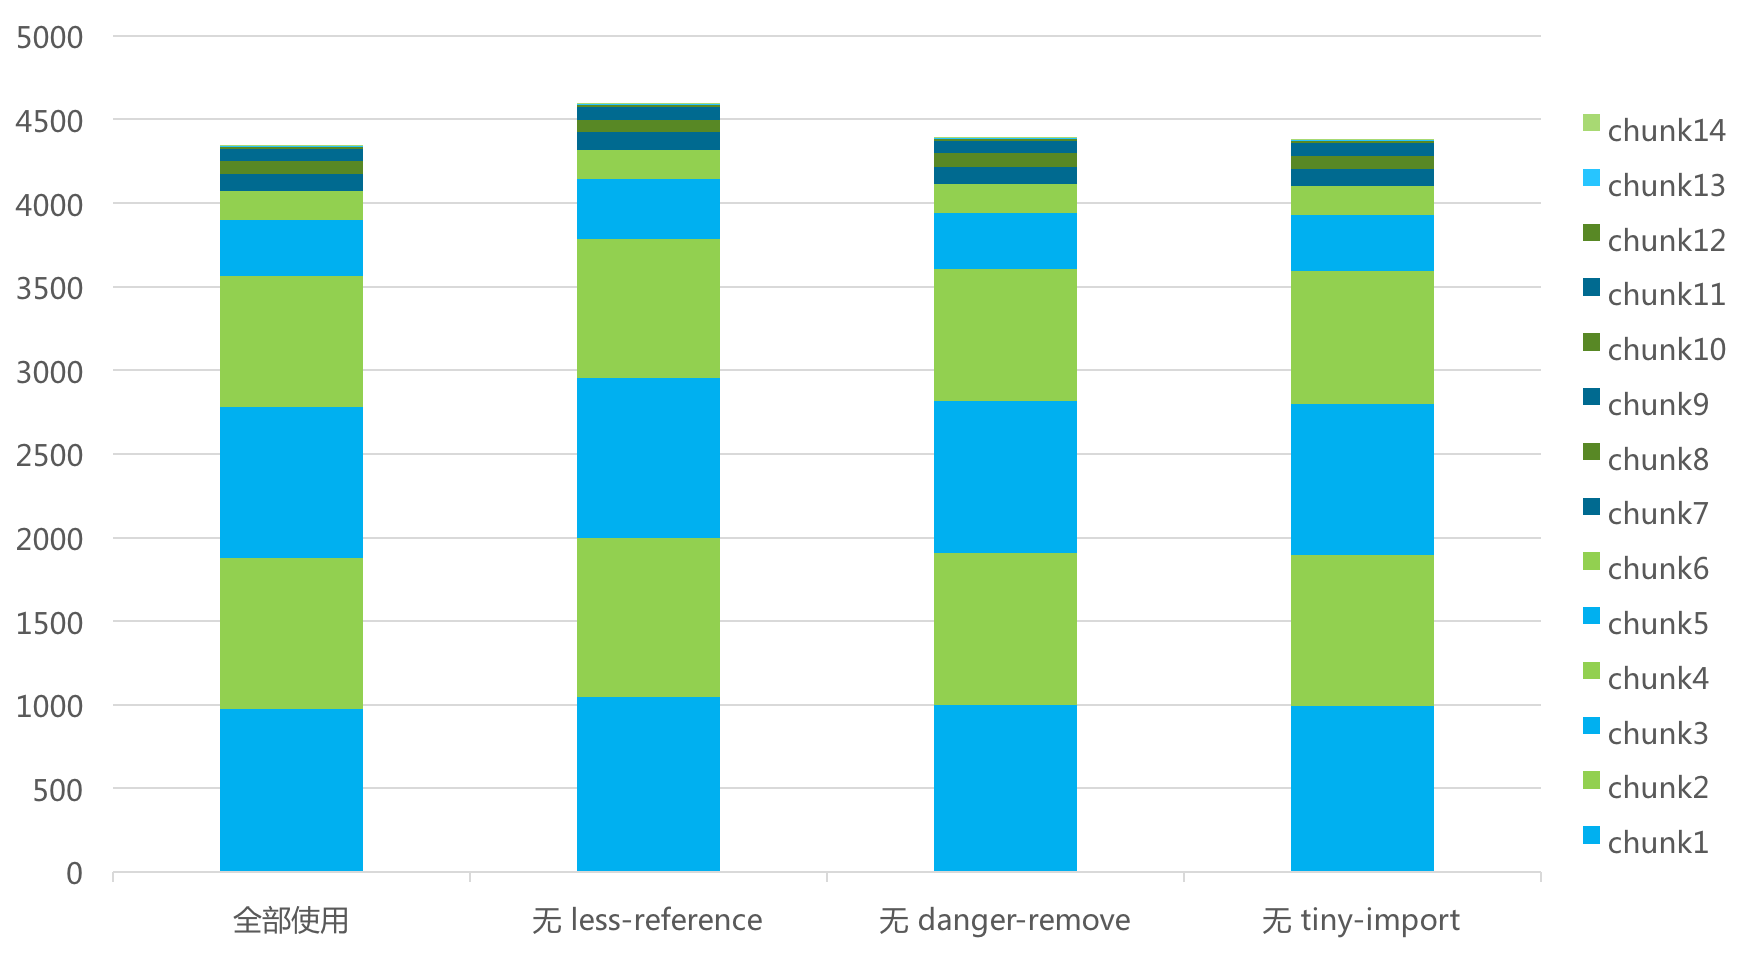 5000
4500
4000
3500
3000
2500
2000
1500
1000
500
0
全部使用
无 less-reference
无 danger-remove
无 tiny-import
chunk14
chunk13
chunk12
chunk11
chunk10
chunk9
chunk8
chunk7
chunk6
chunk5
chunk4
chunk3
chunk2
chunk1